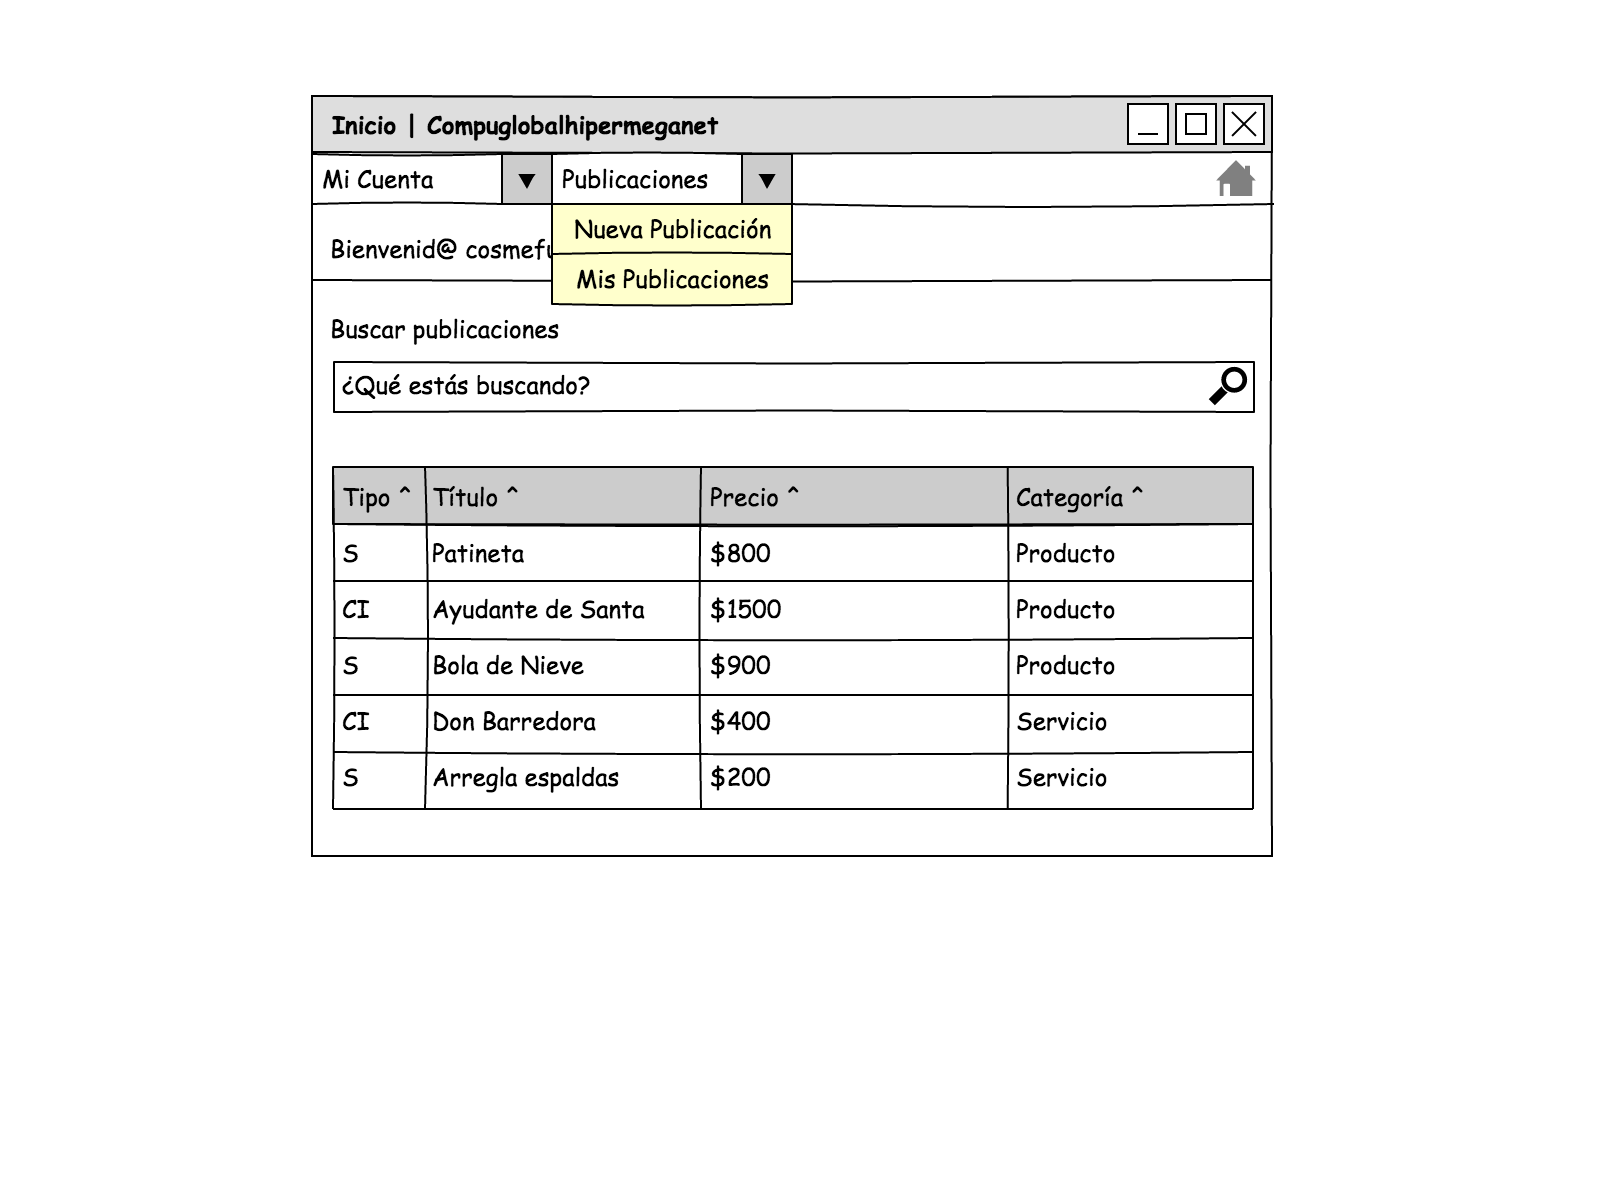 Inicio | Compuglobalhipermeganet
Mi Cuenta ▼ Publicaciones ▼
Nueva Publicación
Bienvenid@
Mis Publicaciones
Buscar publicaciones
¿Qué estás buscando?
Tipo ^ Título ^ Precio ^ Categoría ^
S Patineta $800 Producto
CI Ayudante de Santa $1500 Producto
S Bola de Nieve $900 Producto
CI Don Barredora $400 Servicio
S Arregla espaldas $200 Servicio